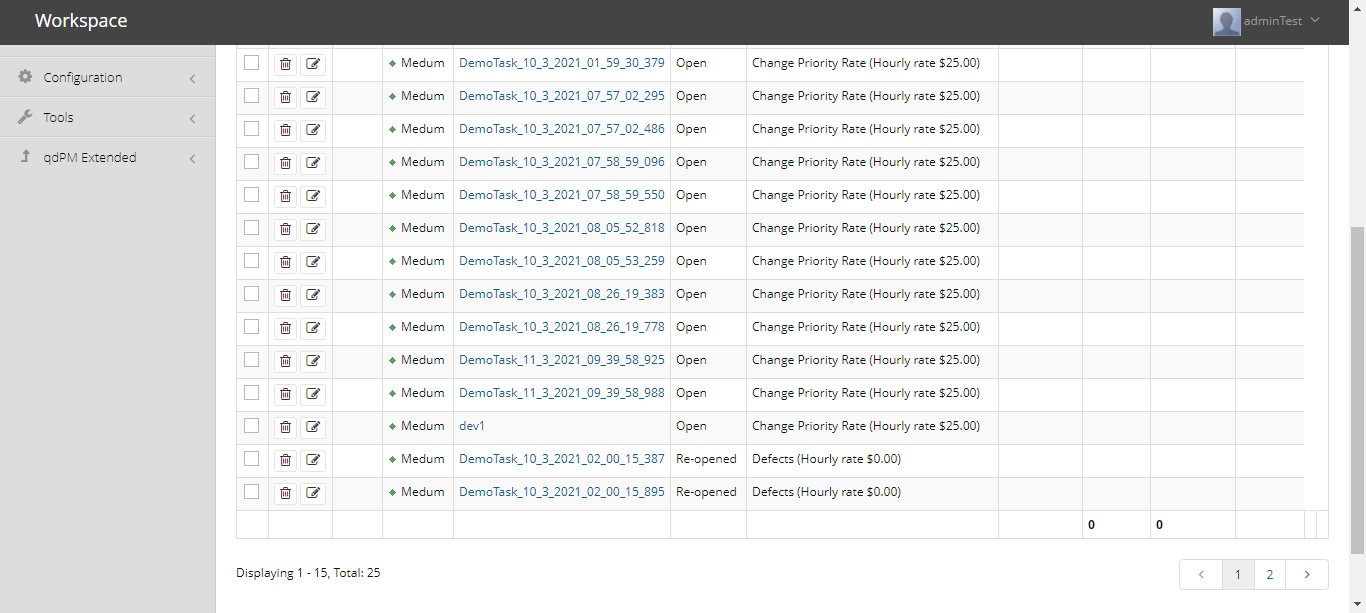 Workspace
adminTest
Configuration
Tools
qdPM Extended
Medum DemoTask_10_3_2021_01_59_30_379 Open Change Priority Rate (Hourly rate $25.00)
Medum DemoTask_10_3_2021_07_57_02_295 Open Change Priority Rate (Hourly rate $25.00)
Medum DemoTask_10_3_2021_07_57_02_486 Open Change Priority Rate (Hourly rate $25.00)
Medum DemoTask_10_3_2021_07_58_59_096 Open Change Priority Rate (Hourly rate $25.00)
Medum DemoTask_10_3_2021_07_58_59_550 Open Change Priority Rate (Hourly rate $25.00)
Medum DemoTask_10_3_2021_08_05_52_818 Open Change Priority Rate (Hourly rate $25.00)
Medum DemoTask_10_3_2021_08_05_53_259 Open Change Priority Rate (Hourly rate $25.00)
Medum DemoTask_10_3_2021_08_26_19_383 Open Change Priority Rate (Hourly rate $25.00)
Medum DemoTask_10_3_2021_08_26_19_778 Open Change Priority Rate (Hourly rate $25.00)
Medum DemoTask_11_3_2021_09_39_58_925 Open Change Priority Rate (Hourly rate $25.00)
Medum DemoTask_11_3_2021_09_39_58_988 Open Change Priority Rate (Hourly rate $25.00)
Medum dev1 Open Change Priority Rate (Hourly rate $25.00)
Medum DemoTask_10_3_2021_02_00_15_387 Re-opened Defects (Hourly rate $0.00)
Medum DemoTask_10_3_2021_02_00_15_895 Re-opened Defects (Hourly rate $0.00)
0 0
Displaying 1 - 15, Total: 25
1 2